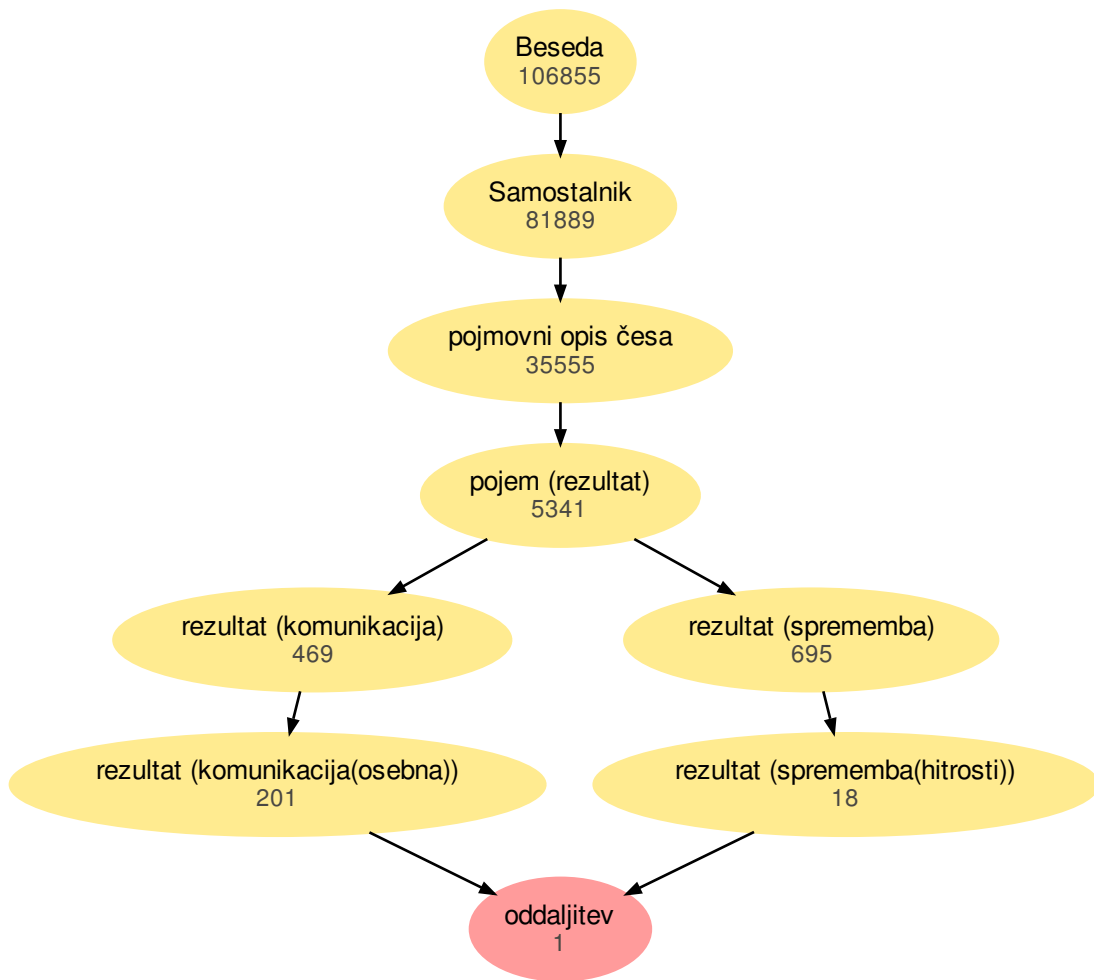 Beseda
106855
Samostalnik
81889
pojmovni opis česa
35555
pojem (rezultat)
5341
rezultat (komunikacija)
469
rezultat (sprememba)
695
rezultat (komunikacija(osebna))
201
rezultat (sprememba(hitrosti))
18
oddaljitev
1